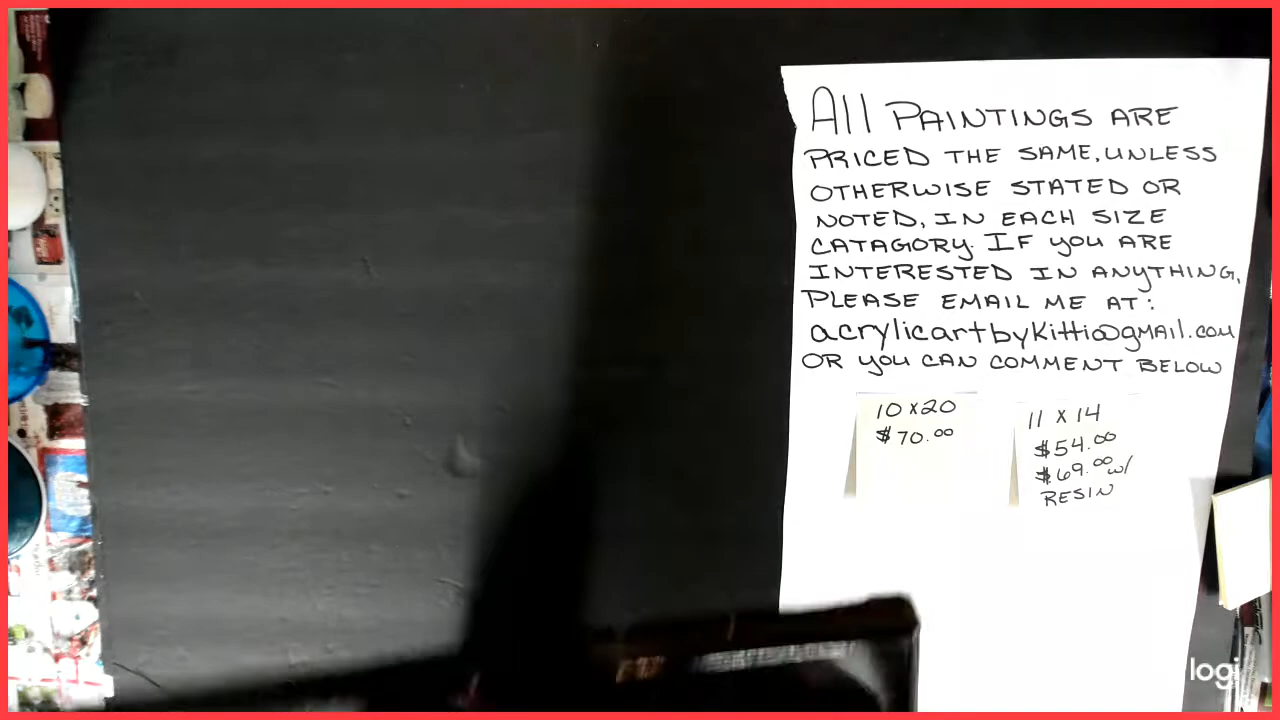 All PAINTINGS ARE
PRICED THE SAME, UNLESS
OTHERWISE STATED OR
NOTED, IN EACH SIZE
CATAGORY. IF YOU ARE
INTERESTED IN ANYTHING,
PLEASE EMAIL ME AT:
acrylicartbykitti@gmail.com
OR YOU CAN COMMENT BELOW
10 x 20
$70.00
11 x 14
$54.00
$69.00 w/
RESIN
logi